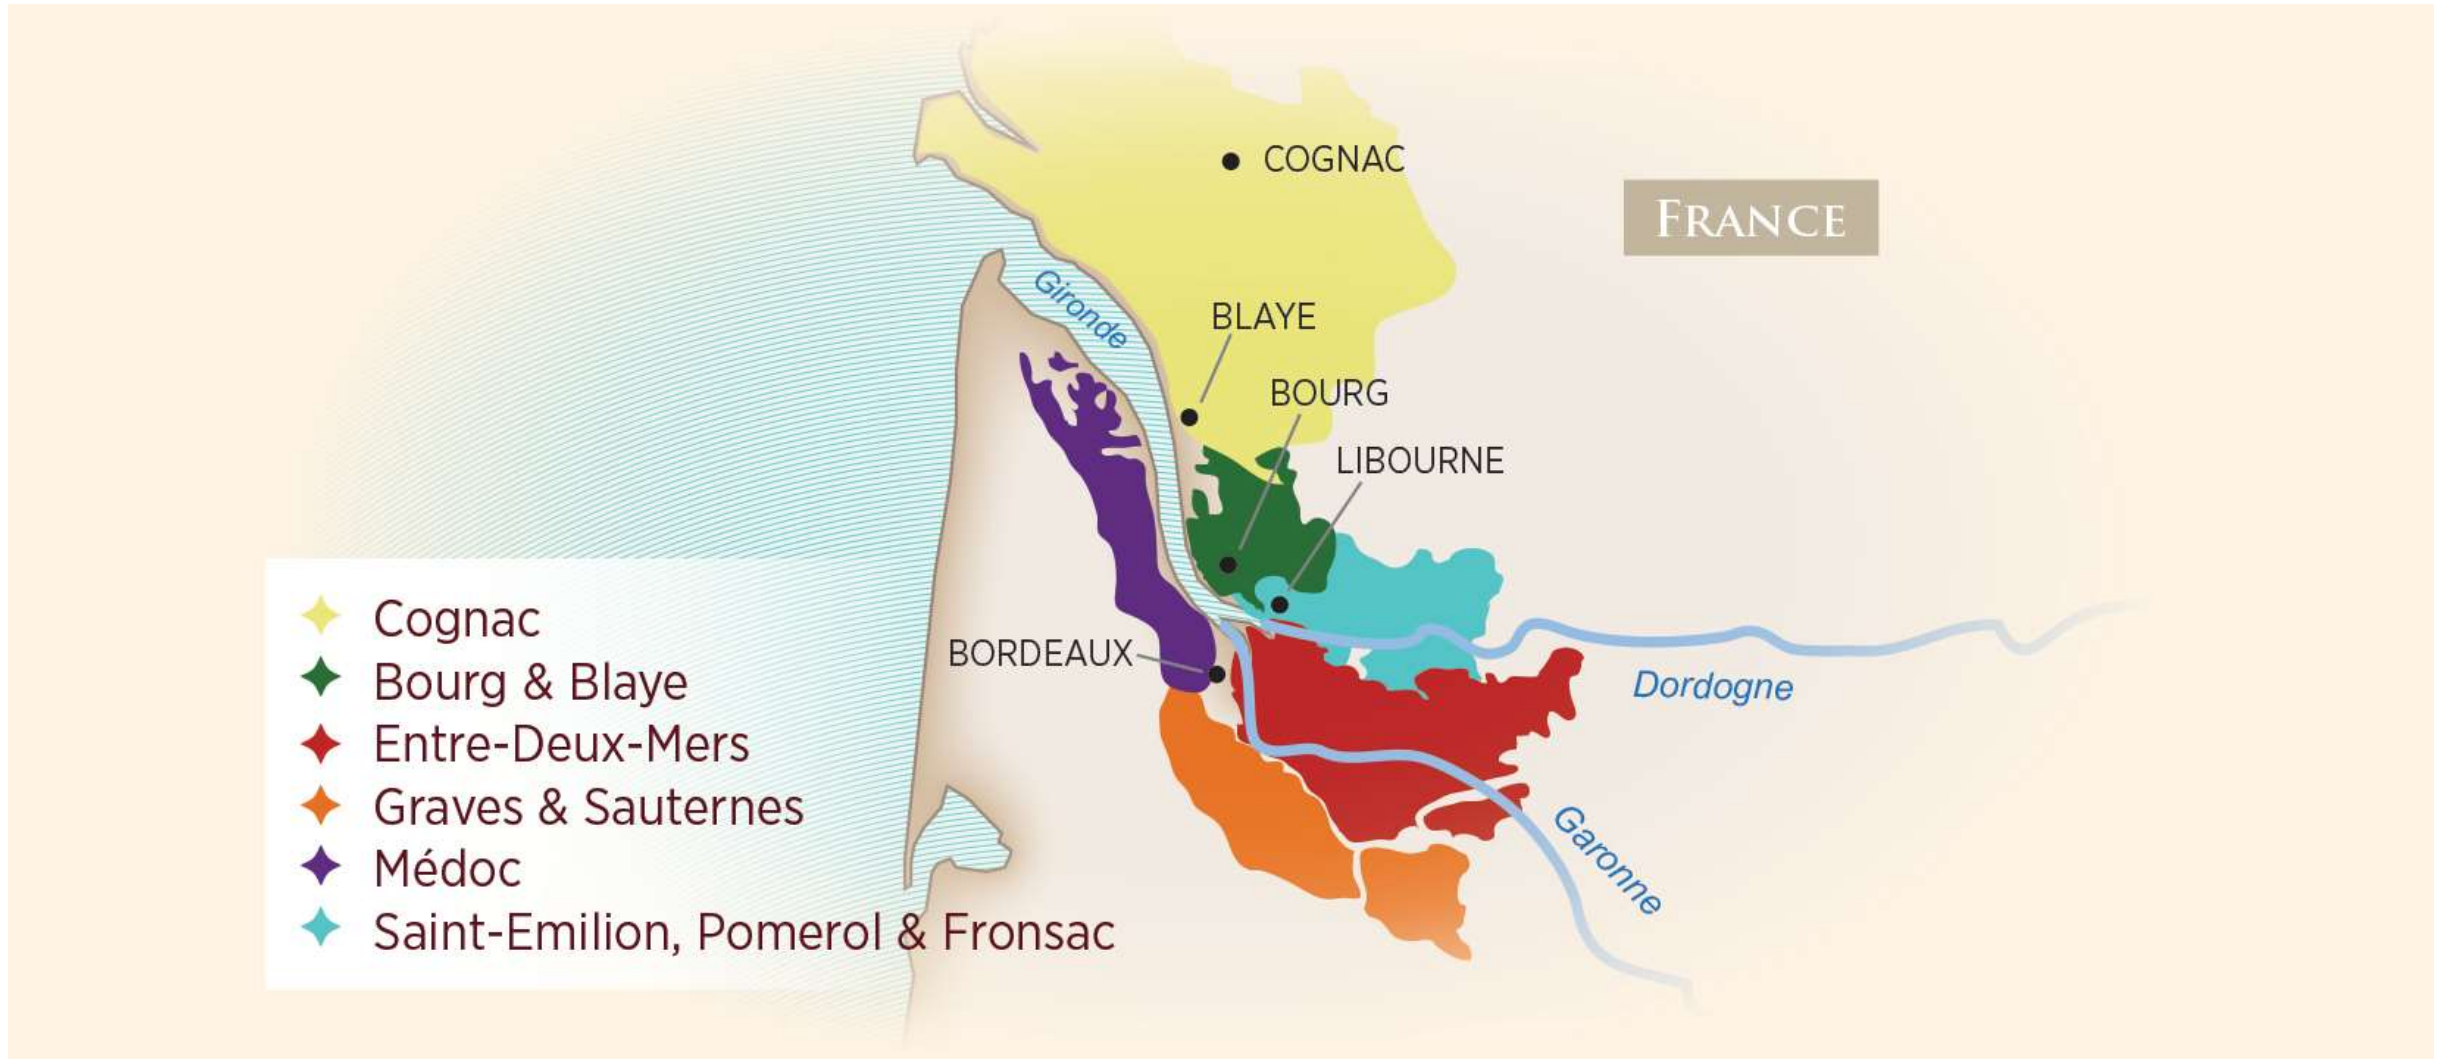 COGNAC
FRANCE
Gironde
BLAYE
BOURG
LIBOURNE
BORDEAUX
Dordogne
Garonne
Cognac
Bourg & Blaye
Entre-Deux-Mers
Graves & Sauternes
Médoc
Saint-Emilion, Pomerol & Fronsac